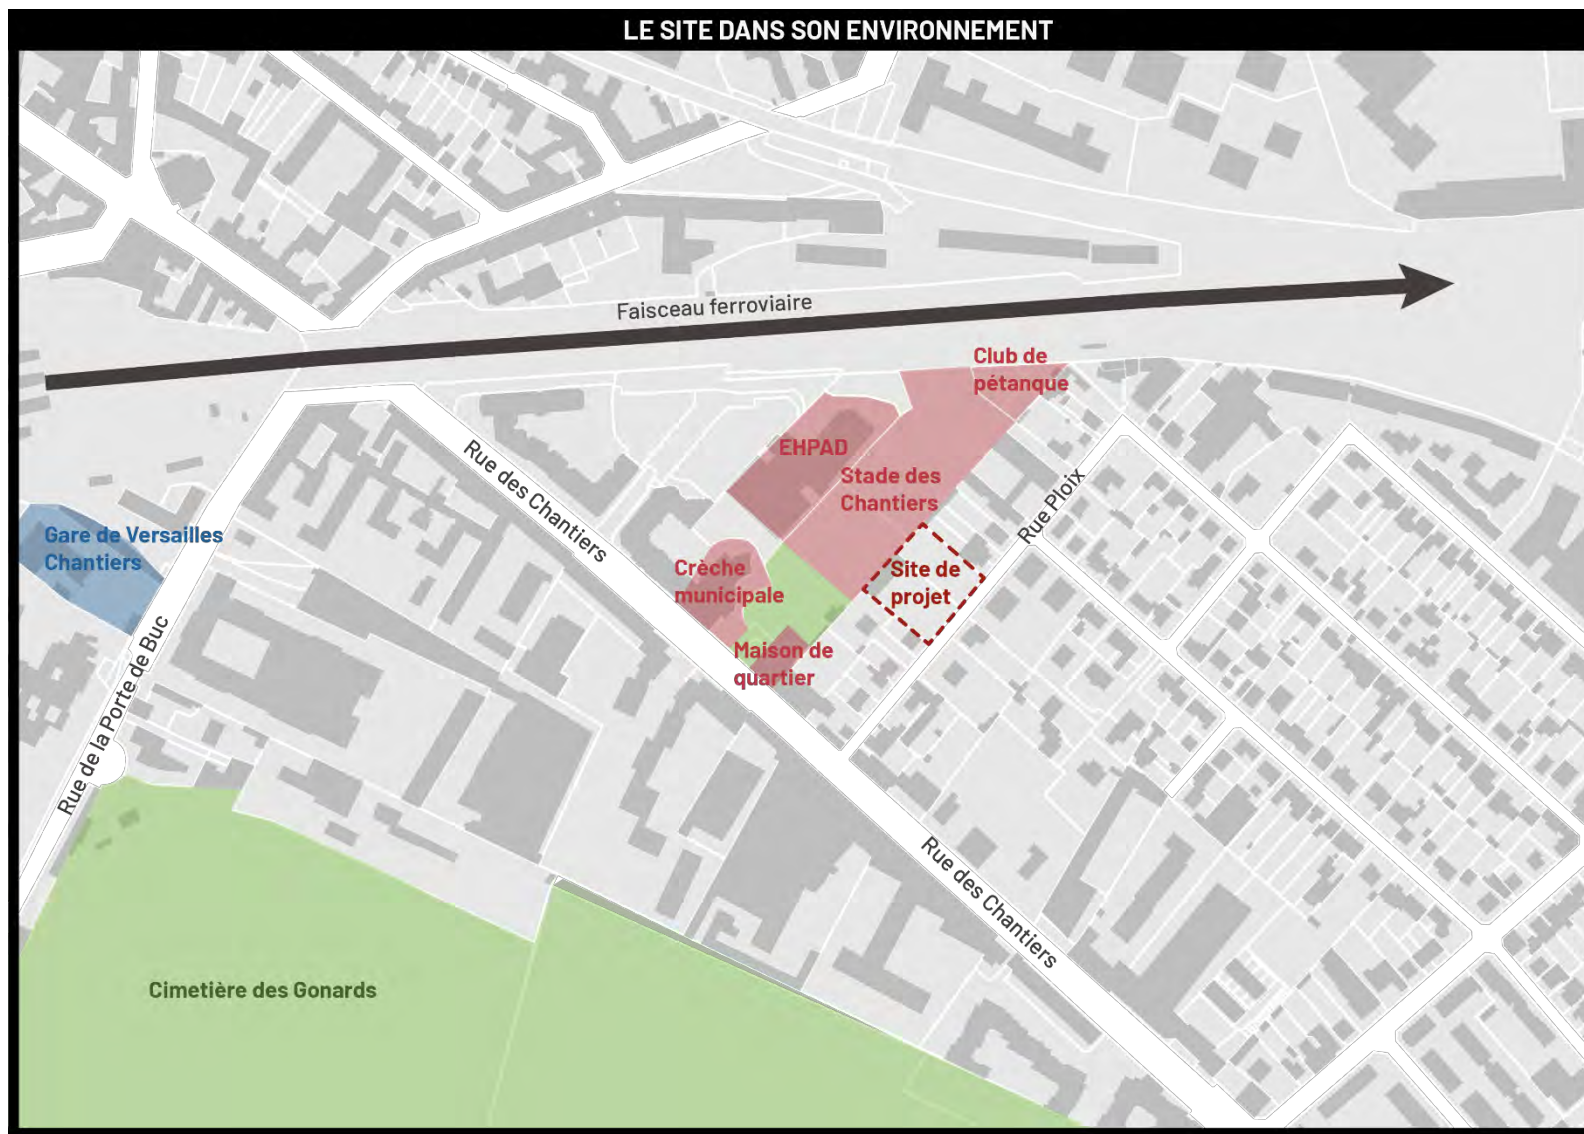 LE SITE DANS SON ENVIRONNEMENT
Faisceau ferroviaire
Club de
pétanque
EHPAD
Stade des
Chantiers
Rue des Chantiers
Rue Ploix
Gare de Versailles
Chantiers
Crèche
municipale
Site de
projet
Maison de
quartier
Rue de la Porte de Buc
Rue des Chantiers
Cimetière des Gonards